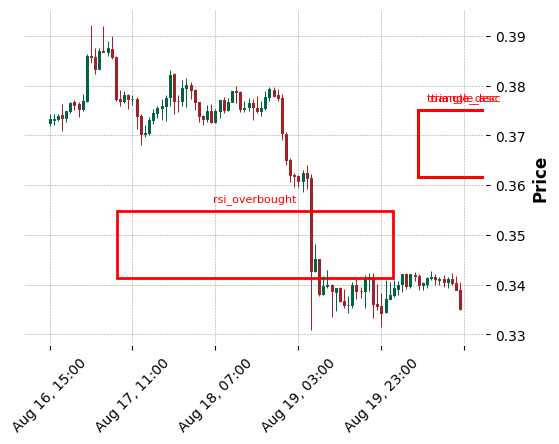 0.39
0.38
0.37
0.36
0.35
0.34
0.33
Price
rsi_overbought
Aug 16, 15:00
Aug 17, 11:00
Aug 18, 07:00
Aug 19, 03:00
Aug 19, 23:00